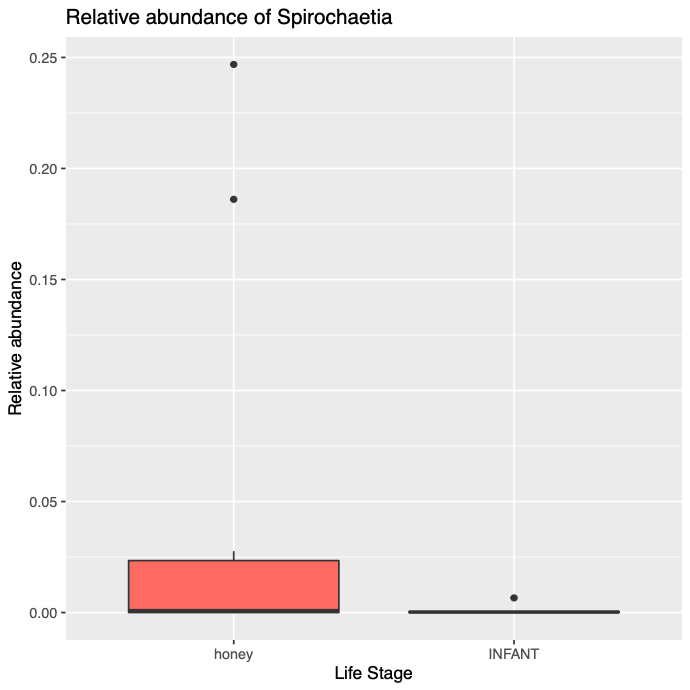 Relative abundance of Spirochaetia
0.25
0.20
0.15
0.10
0.05
0.00
Relative abundance
honey
INFANT
Life Stage